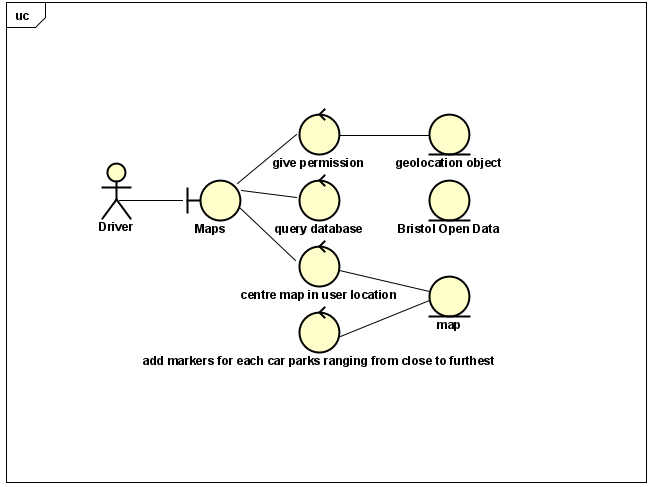 uc
give permission
geolocation object
Driver
Maps
query database
Bristol Open Data
centre map in user location
map
add markers for each car parks ranging from close to furthest